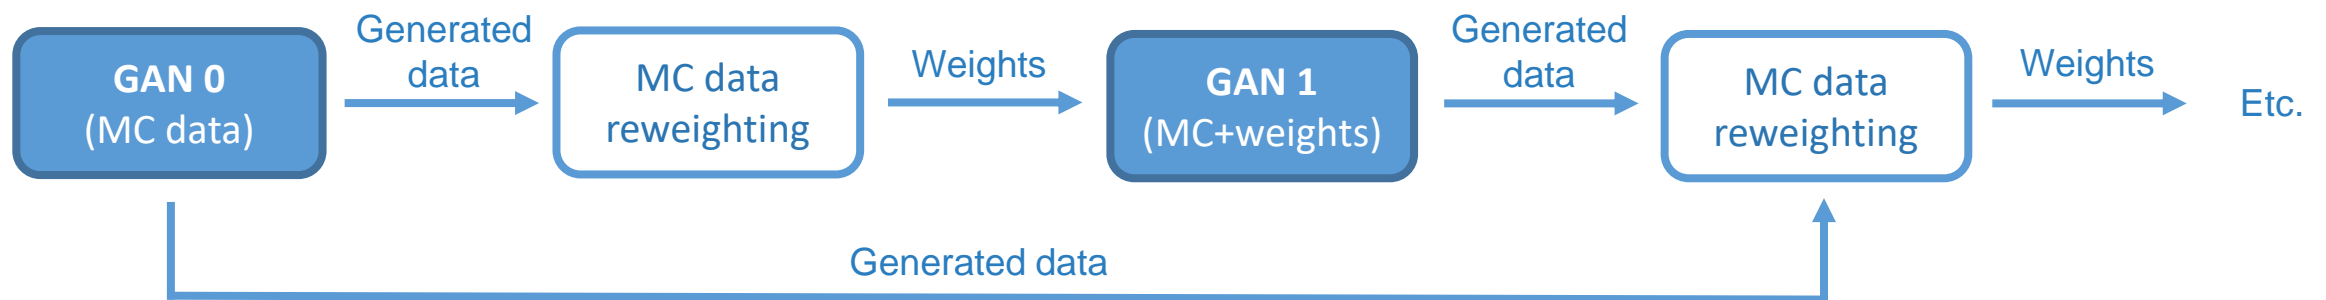 GAN 0
(MC data)
Generated
data
MC data
reweighting
Weights
GAN 1
(MC+weights)
Generated
data
MC data
reweighting
Weights
Etc.
Generated data